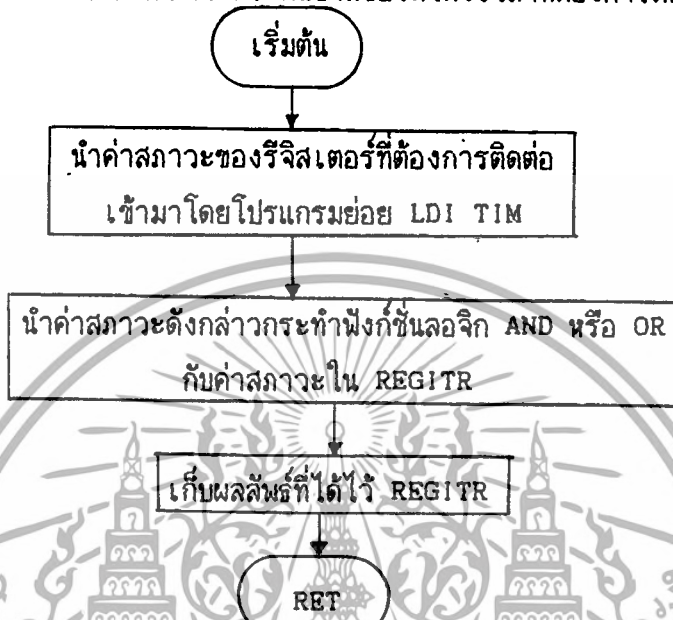 เริ่มต้น
นำค่าสภาวะของรีจิสเตอร์ที่ต้องการติดต่อ
เข้ามาโดยโปรแกรมย่อย LDI TIM
นำค่าสภาวะดังกล่าวกระทำฟังก์ชั่นลอจิก AND หรือ OR
กับค่าสภาวะใน REGITR
เก็บผลลัพธ์ที่ได้ไว้ REGITR
RET